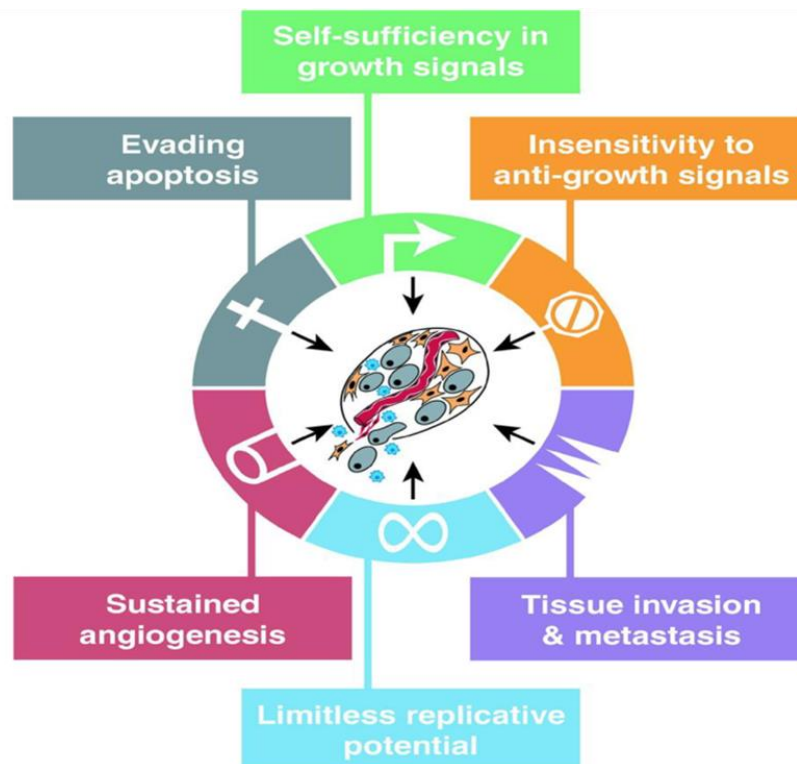 Self-sufficiency in
growth signals
Evading
apoptosis
Insensitivity to
anti-growth signals
Sustained
angiogenesis
Tissue invasion
& metastasis
Limitless replicative
potential